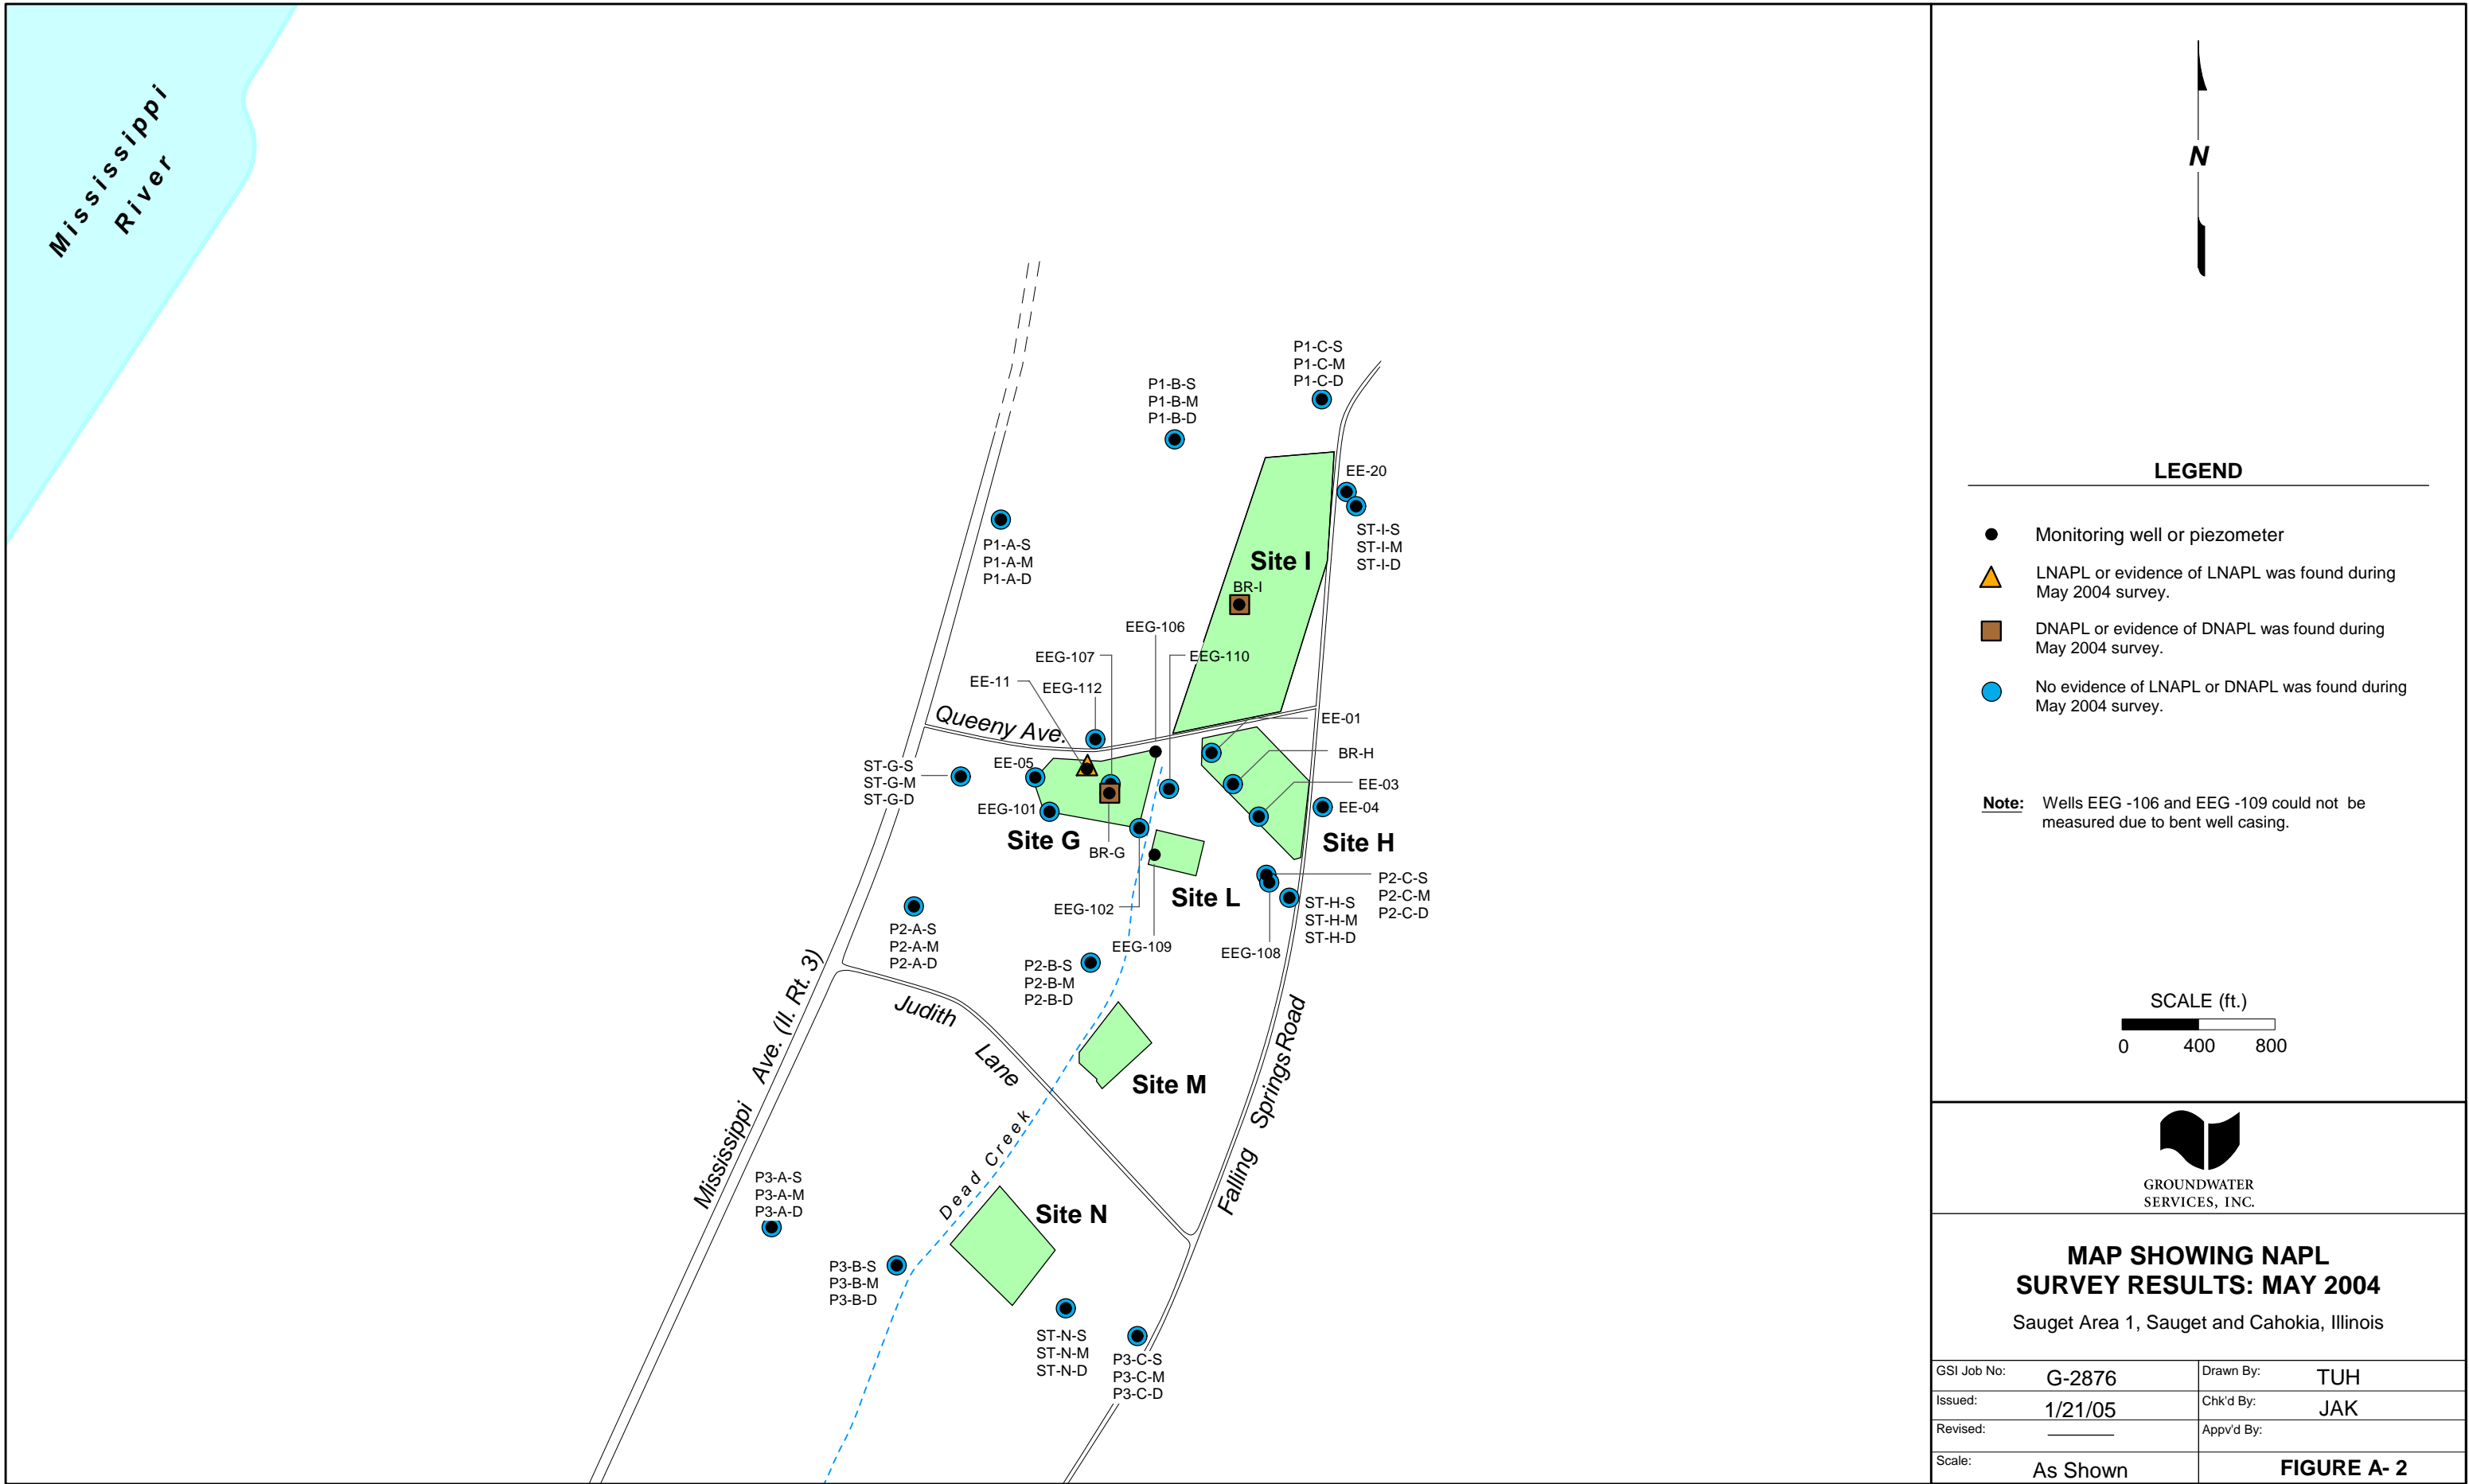 Mississippi
River
P1-C-S
P1-C-M
P1-C-D
P1-B-S
P1-B-M
P1-B-D
EE-20
ST-I-S
ST-I-M
ST-I-D
P1-A-S
P1-A-M
P1-A-D
Site I
BR-I
EEG-106
EEG-107
EEG-110
EE-11
EEG-112
Queeny Ave.
EE-01
BR-H
EE-03
EE-04
ST-G-S
ST-G-M
ST-G-D
EE-05
EEG-101
Site G
BR-G
Site H
Site L
EEG-102
EEG-109
EEG-108
P2-C-S
P2-C-M
P2-C-D
ST-H-S
ST-H-M
ST-H-D
P2-A-S
P2-A-M
P2-A-D
P2-B-S
P2-B-M
P2-B-D
Judith
Lane
Mississippi Ave. (Il. Rt. 3)
Site M
Falling Springs Road
Dead Creek
Site N
P3-A-S
P3-A-M
P3-A-D
P3-B-S
P3-B-M
P3-B-D
ST-N-S
ST-N-M
ST-N-D
P3-C-S
P3-C-M
P3-C-D
N
LEGEND
Monitoring well or piezometer
LNAPL or evidence of LNAPL was found during
May 2004 survey.
DNAPL or evidence of DNAPL was found during
May 2004 survey.
No evidence of LNAPL or DNAPL was found during
May 2004 survey.
Note: Wells EEG -106 and EEG -109 could not be
measured due to bent well casing.
SCALE (ft.)
0 400 800
GROUNDWATER
SERVICES, INC.
MAP SHOWING NAPL
SURVEY RESULTS: MAY 2004
Sauget Area 1, Sauget and Cahokia, Illinois
GSI Job No: G-2876 Drawn By: TUH
Issued: 1/21/05 Chk'd By: JAK
Revised: Appv'd By:
Scale: As Shown FIGURE A- 2